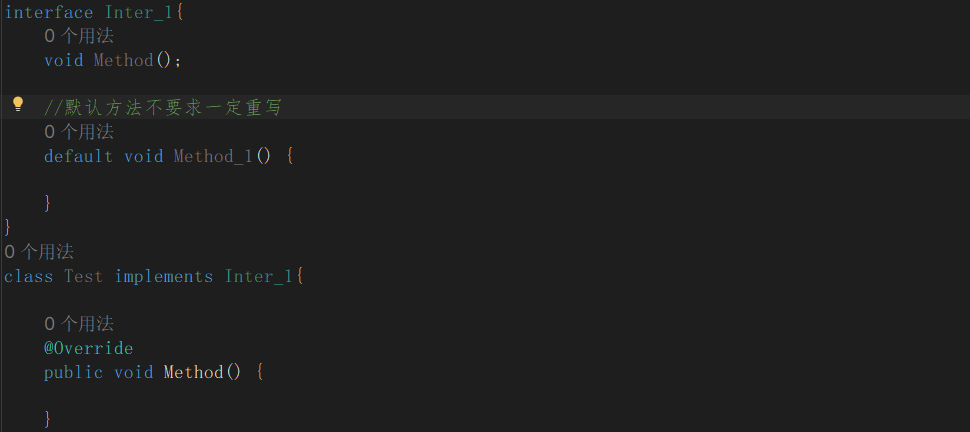 interface Inter_1{
0 个用法
void Method();
//默认方法不要求一定重写
0 个用法
default void Method_1() {
}
}
0 个用法
class Test implements Inter_1{
0 个用法
@Override
public void Method() {
}